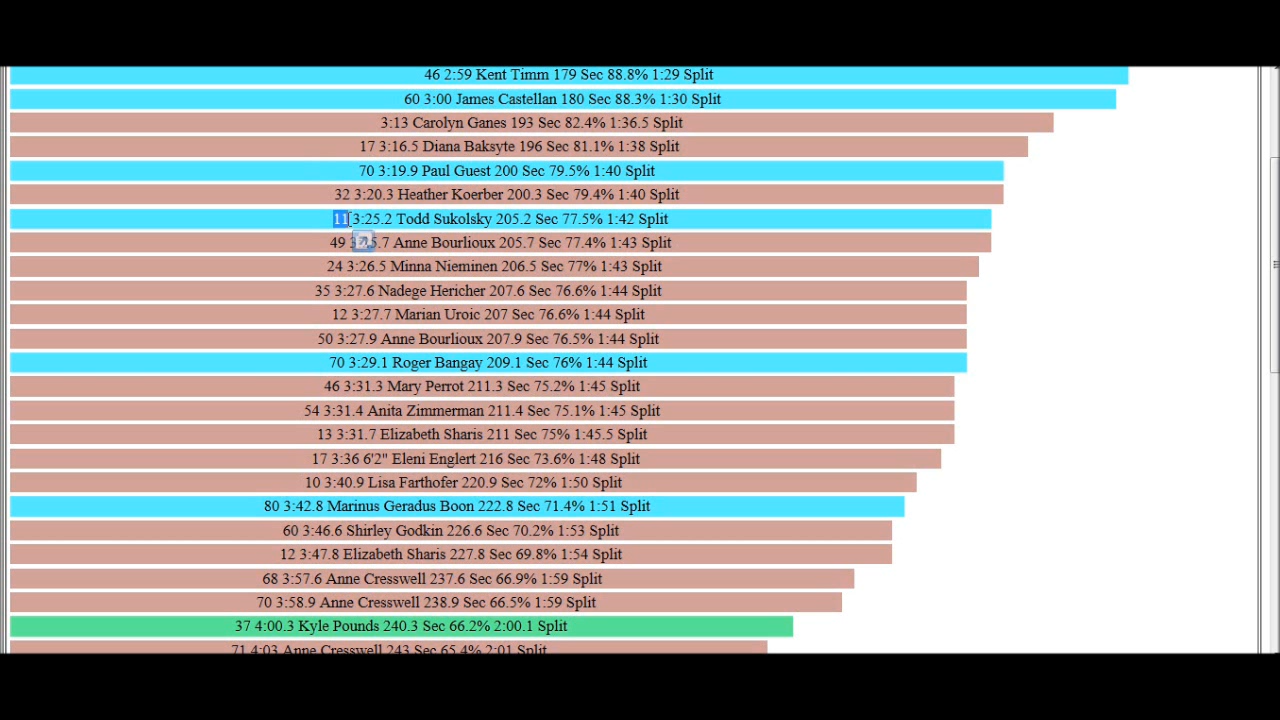 46 2:59 Kent Timm 179 Sec 88.8% 1:29 Split
60 3:00 James Castellan 180 Sec 88.3% 1:30 Split
3:13 Carolyn Ganes 193 Sec 82.4% 1:36.5 Split
17 3:16.5 Diana Baksyte 196 Sec 81.1% 1:38 Split
70 3:19.9 Paul Guest 200 Sec 79.5% 1:40 Split
32 3:20.3 Heather Koerber 200.3 Sec 79.4% 1:40 Split
11 3:25.2 Todd Sukolsky 205.2 Sec 77.5% 1:42 Split
49 Anne Bourlioux 205.7 Sec 77.4% 1:43 Split
24 3:26.5 Minna Nieminen 206.5 Sec 77% 1:43 Split
35 3:27.6 Nadege Hericher 207.6 Sec 76.6% 1:44 Split
12 3:27.7 Marian Uroic 207 Sec 76.6% 1:44 Split
50 3:27.9 Anne Bourlioux 207.9 Sec 76.5% 1:44 Split
70 3:29.1 Roger Bangay 209.1 Sec 76% 1:44 Split
46 3:31.3 Mary Perrot 211.3 Sec 75.2% 1:45 Split
54 3:31.4 Anita Zimmerman 211.4 Sec 75.1% 1:45 Split
13 3:31.7 Elizabeth Sharis 211 Sec 75% 1:45.5 Split
17 3:36 6'2" Eleni Englert 216 Sec 73.6% 1:48 Split
10 3:40.9 Lisa Farthofer 220.9 Sec 72% 1:50 Split
80 3:42.8 Marinus Geradus Boon 222.8 Sec 71.4% 1:51 Split
60 3:46.6 Shirley Godkin 226.6 Sec 70.2% 1:53 Split
12 3:47.8 Elizabeth Sharis 227.8 Sec 69.8% 1:54 Split
68 3:57.6 Anne Cresswell 237.6 Sec 66.9% 1:59 Split
70 3:58.9 Anne Cresswell 238.9 Sec 66.5% 1:59 Split
37 4:00.3 Kyle Pounds 240.3 Sec 66.2% 2:00.1 Split
71 4:03 Anne Cresswell 243 Sec 65.4% 2:01 Split